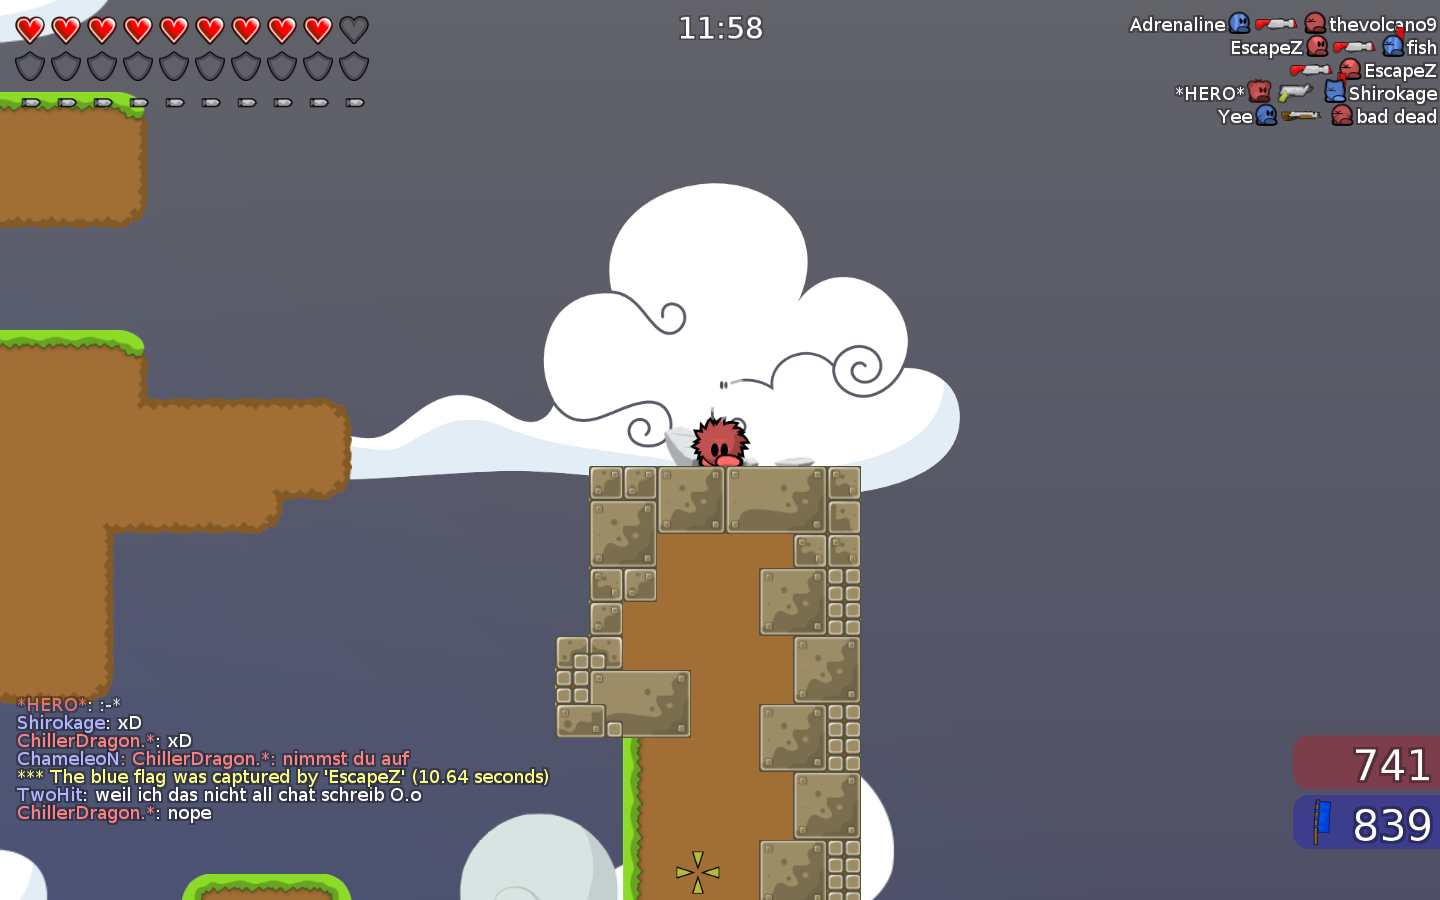 11:58
Adrenaline thevolcano9
EscapeZ fish
EscapeZ
*HERO* Shirokage
Yee bad dead
*HERO*: :-*
Shirokage: xD
ChillerDragon.*: xD
ChameleoN: ChillerDragon.*: nimmst du auf
*** The blue flag was captured by 'EscapeZ' (10.64 seconds)
TwoHit: weil ich das nicht all chat schreib O.o
ChillerDragon.*: nope
741
839